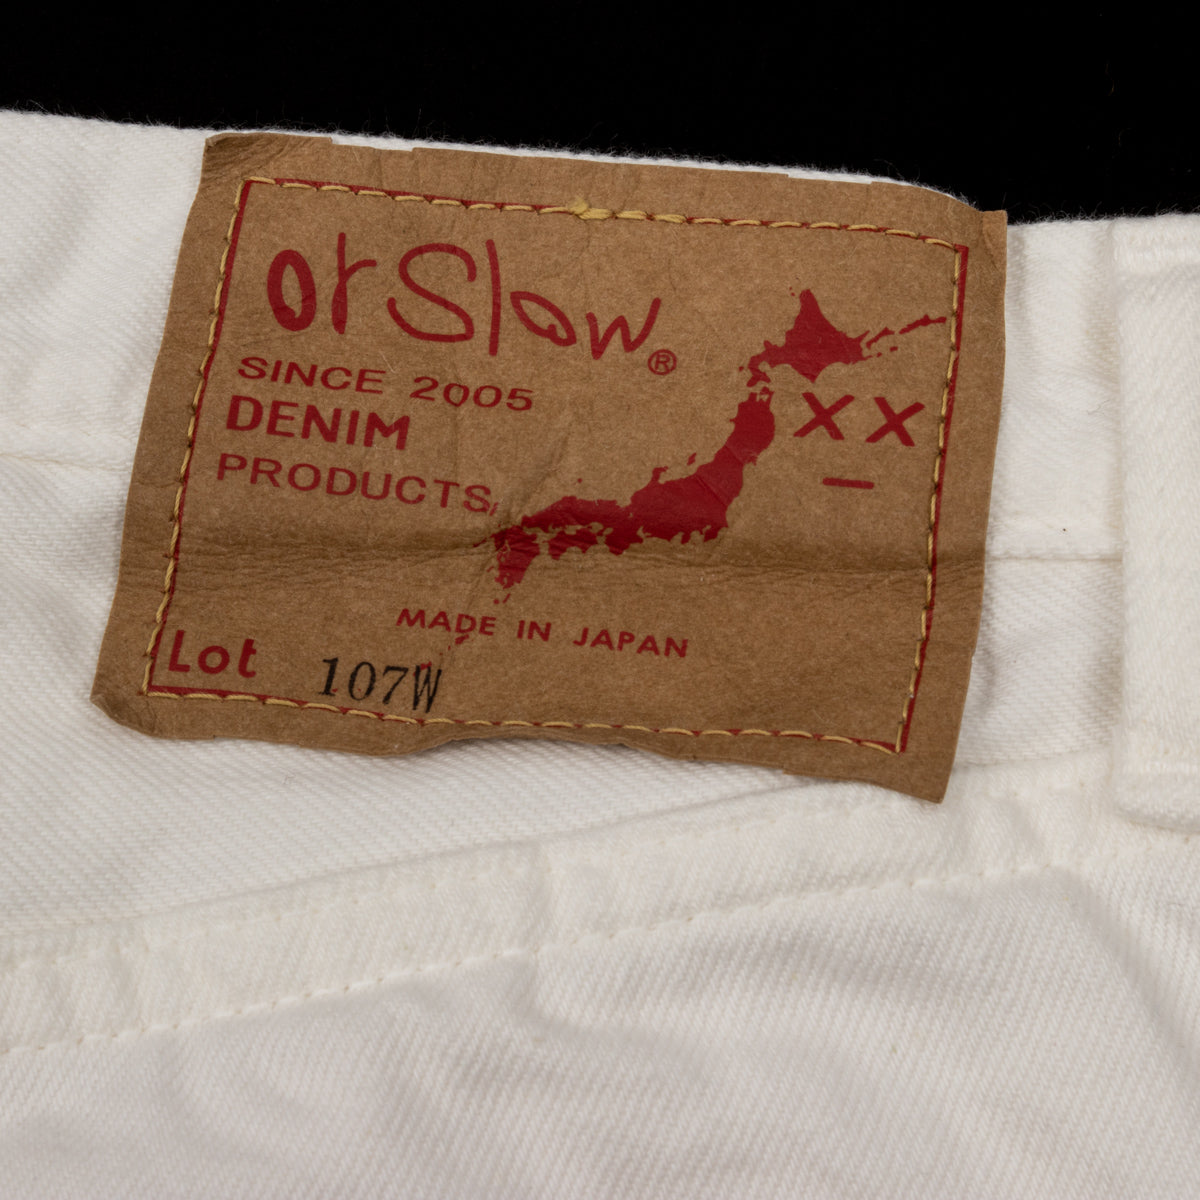 orSlow®
SINCE 2005
DENIM
PRODUCTS
XX
MADE IN JAPAN
Lot 107W